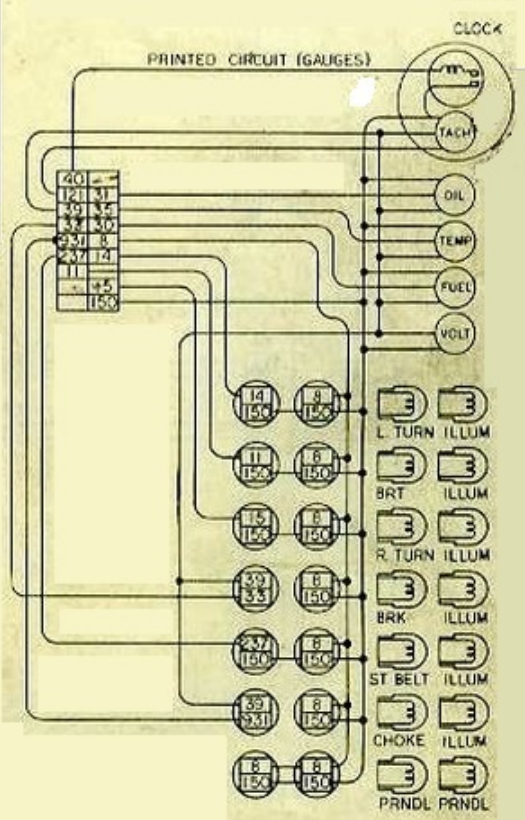 CLOCK
PRINTED CIRCUIT (GAUGES)
TACH
40
121 31
39 35
33 30
931 8
237 14
11
150
OIL
TEMP
FUEL
VOLT
14 8
150 150
L. TURN ILLUM
11 8
150 150
BRT ILLUM
15 8
150 150
R. TURN ILLUM
39 8
33 150
BRK ILLUM
237 8
150 150
ST BELT ILLUM
39 8
931 150
CHOKE ILLUM
8 8
150 150
PRNDL PRNDL